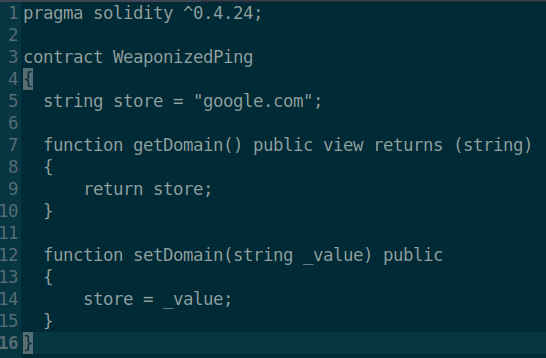 1 pragma solidity ^0.4.24;
2
3 contract WeaponizedPing
4 {
5   string store = "google.com";
6
7   function getDomain() public view returns (string)
8   {
9       return store;
10   }
11
12   function setDomain(string _value) public
13   {
14       store = _value;
15   }
16 }